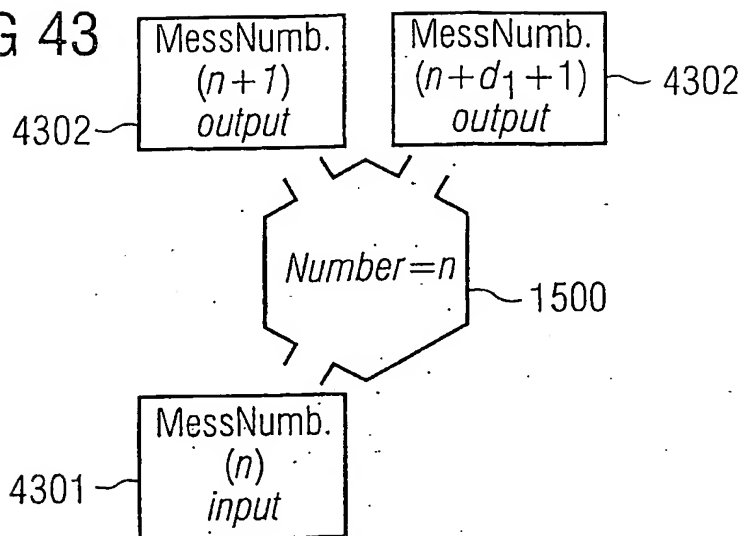 G 43
MessNumb.
(n+1)
output
4302
MessNumb.
(n+d1+1)
output
4302
Number=n
1500
MessNumb.
(n)
input
4301